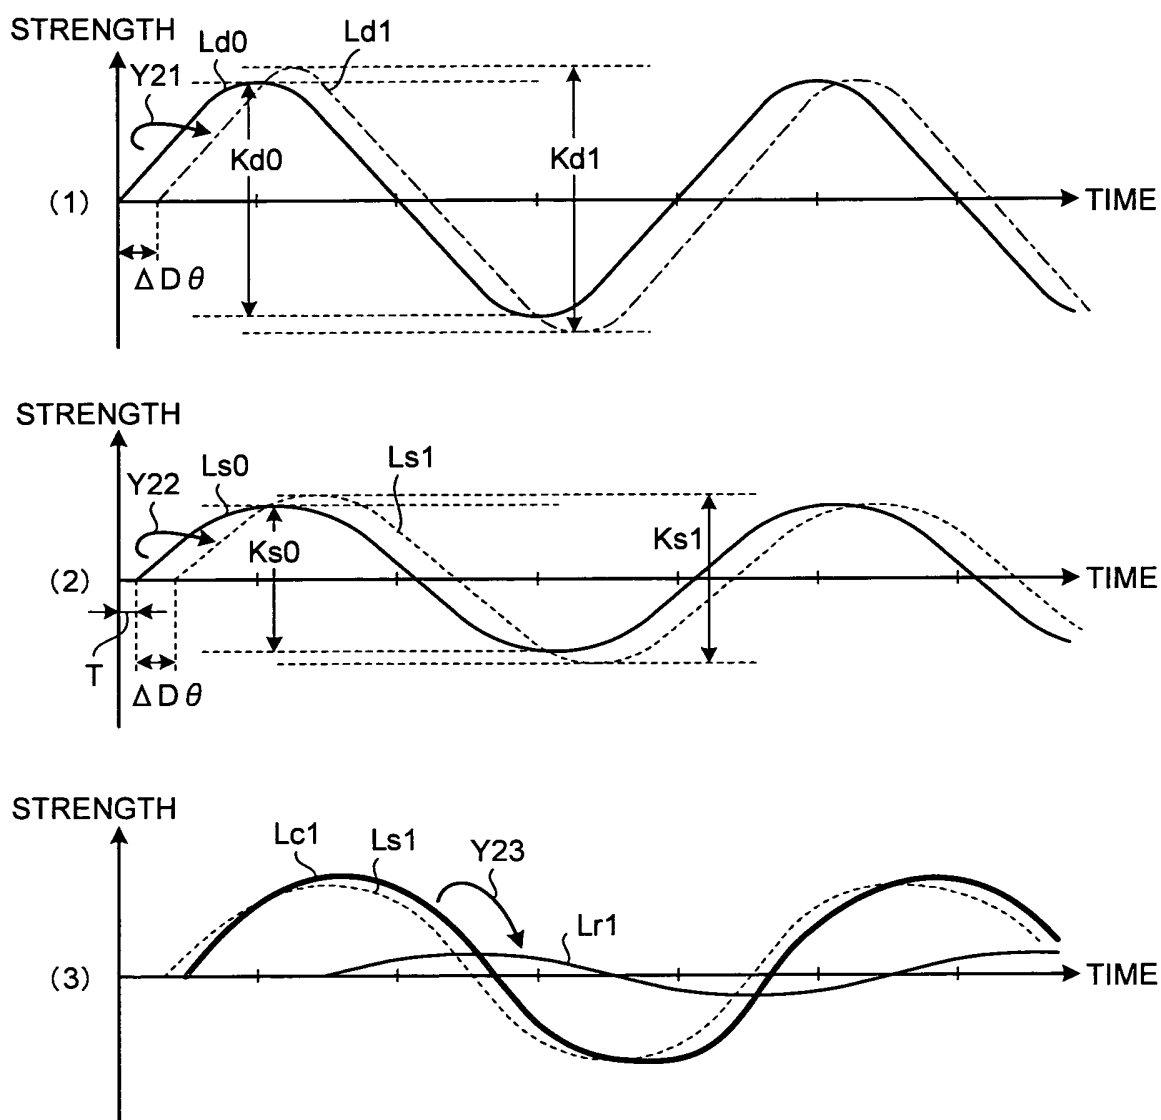 STRENGTH
Ld0
Ld1
Y21
Kd0
Kd1
(1)
TIME
ΔDθ
STRENGTH
Ls0
Ls1
Y22
Ks0
Ks1
(2)
TIME
T
ΔDθ
STRENGTH
Lc1
Ls1
Y23
Lr1
(3)
TIME